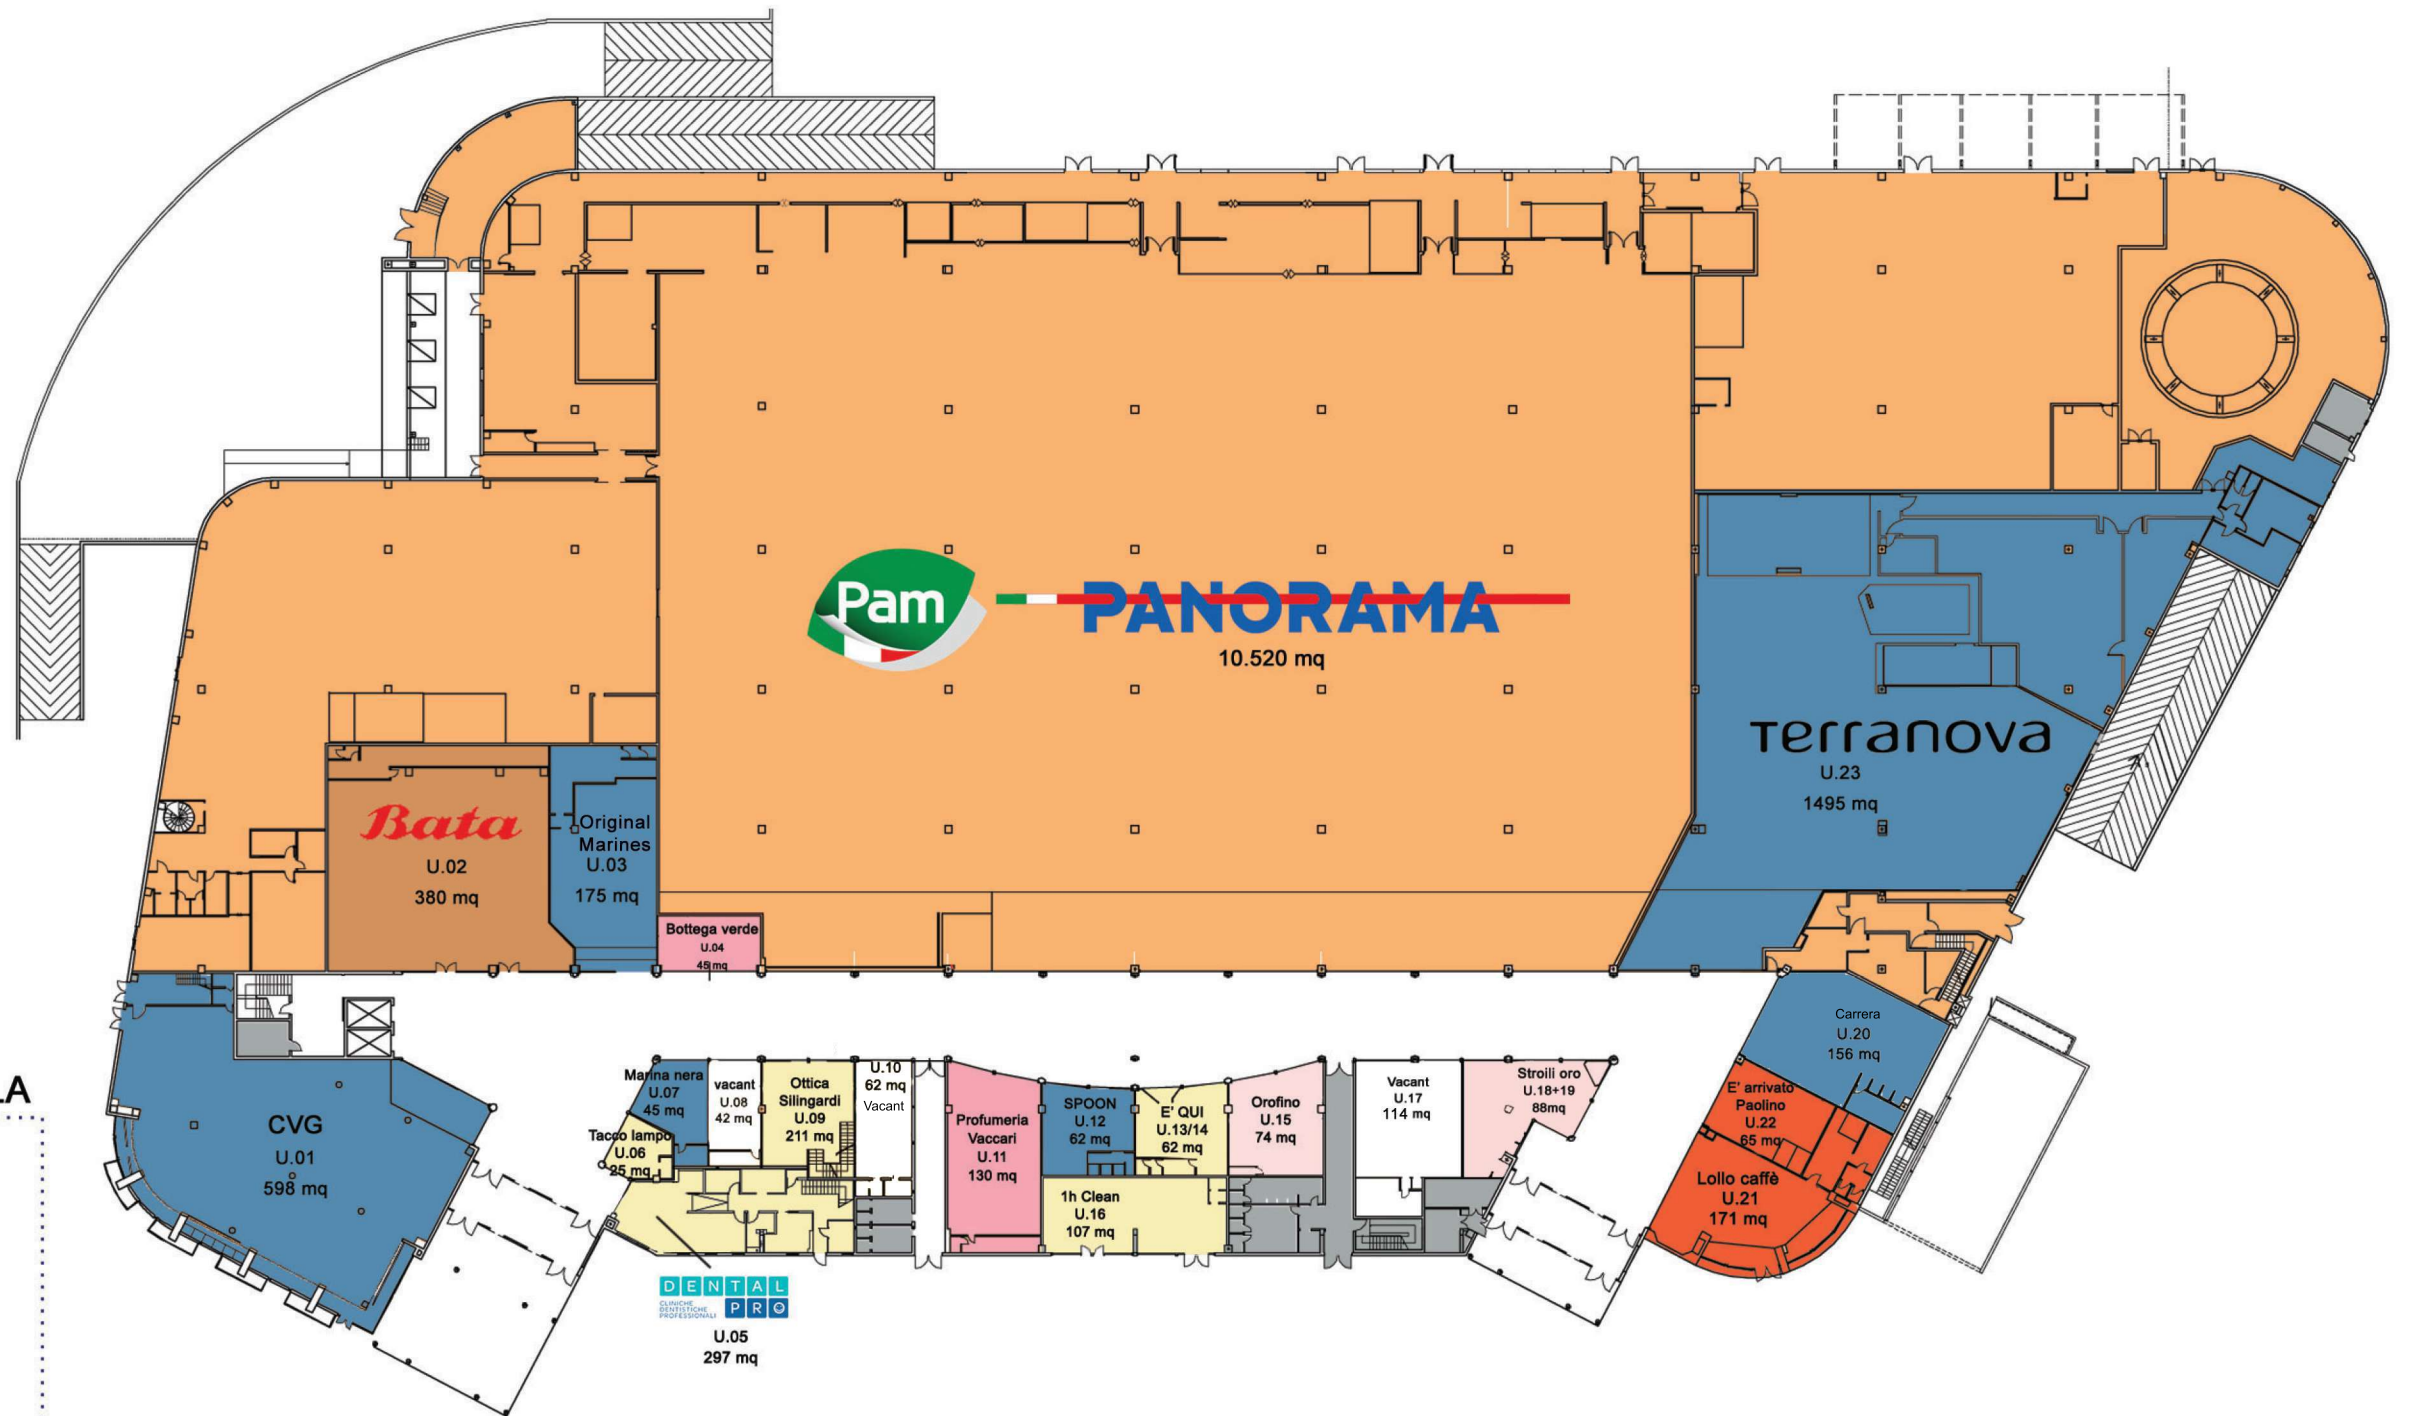 Pam
PANORAMA
10.520 mq
Terranova
U.23
1495 mq
Bata
U.02
380 mq
Original
Marines
U.03
175 mq
Bottega verde
U.04
45 mq
CVG
U.01
598 mq
LA
Marina nera
U.07
45 mq
Tacco lampo
U.06
25 mq
vacant
U.08
42 mq
Ottica
Silingardi
U.09
211 mq
U.10
62 mq
Vacant
DENTAL
PRO
CLINICHE
DENTISTICHE
PROFESSIONALI
U.05
297 mq
Profumeria
Vaccari
U.11
130 mq
SPOON
U.12
62 mq
E' QUI
U.13/14
62 mq
1h Clean
U.16
107 mq
Orofino
U.15
74 mq
Vacant
U.17
114 mq
Stroili oro
U.18+19
88mq
Carrera
U.20
156 mq
E' arrivato
Paolino
U.22
65 mq
Lollo caffè
U.21
171 mq